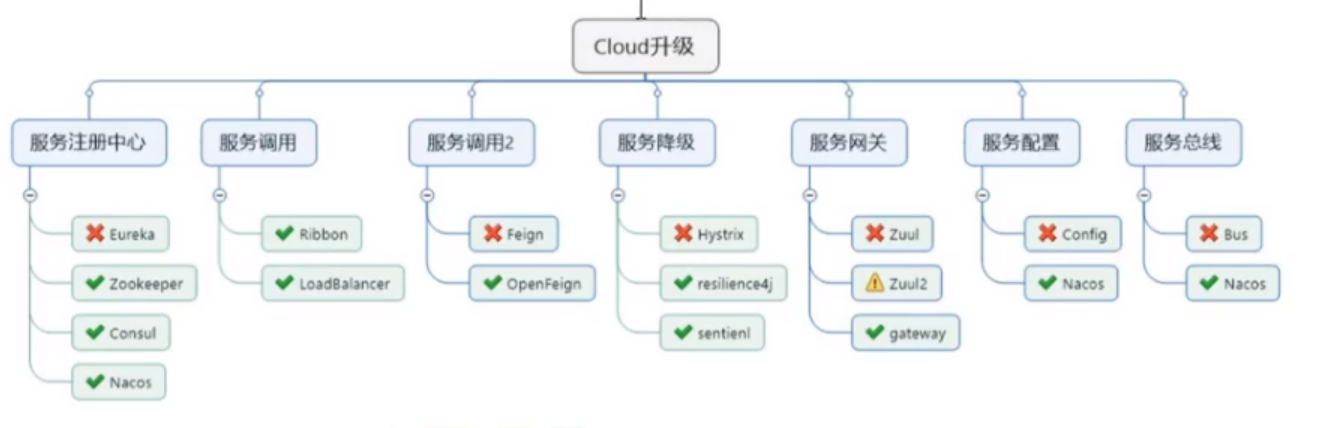 Cloud升级
服务注册中心
服务调用
服务调用2
服务降级
服务网关
服务配置
服务总线
Eureka
Ribbon
Feign
Hystrix
Zuul
Config
Bus
Zookeeper
LoadBalancer
OpenFeign
resilience4j
Zuul2
Nacos
Nacos
Consul
sentienl
gateway
Nacos